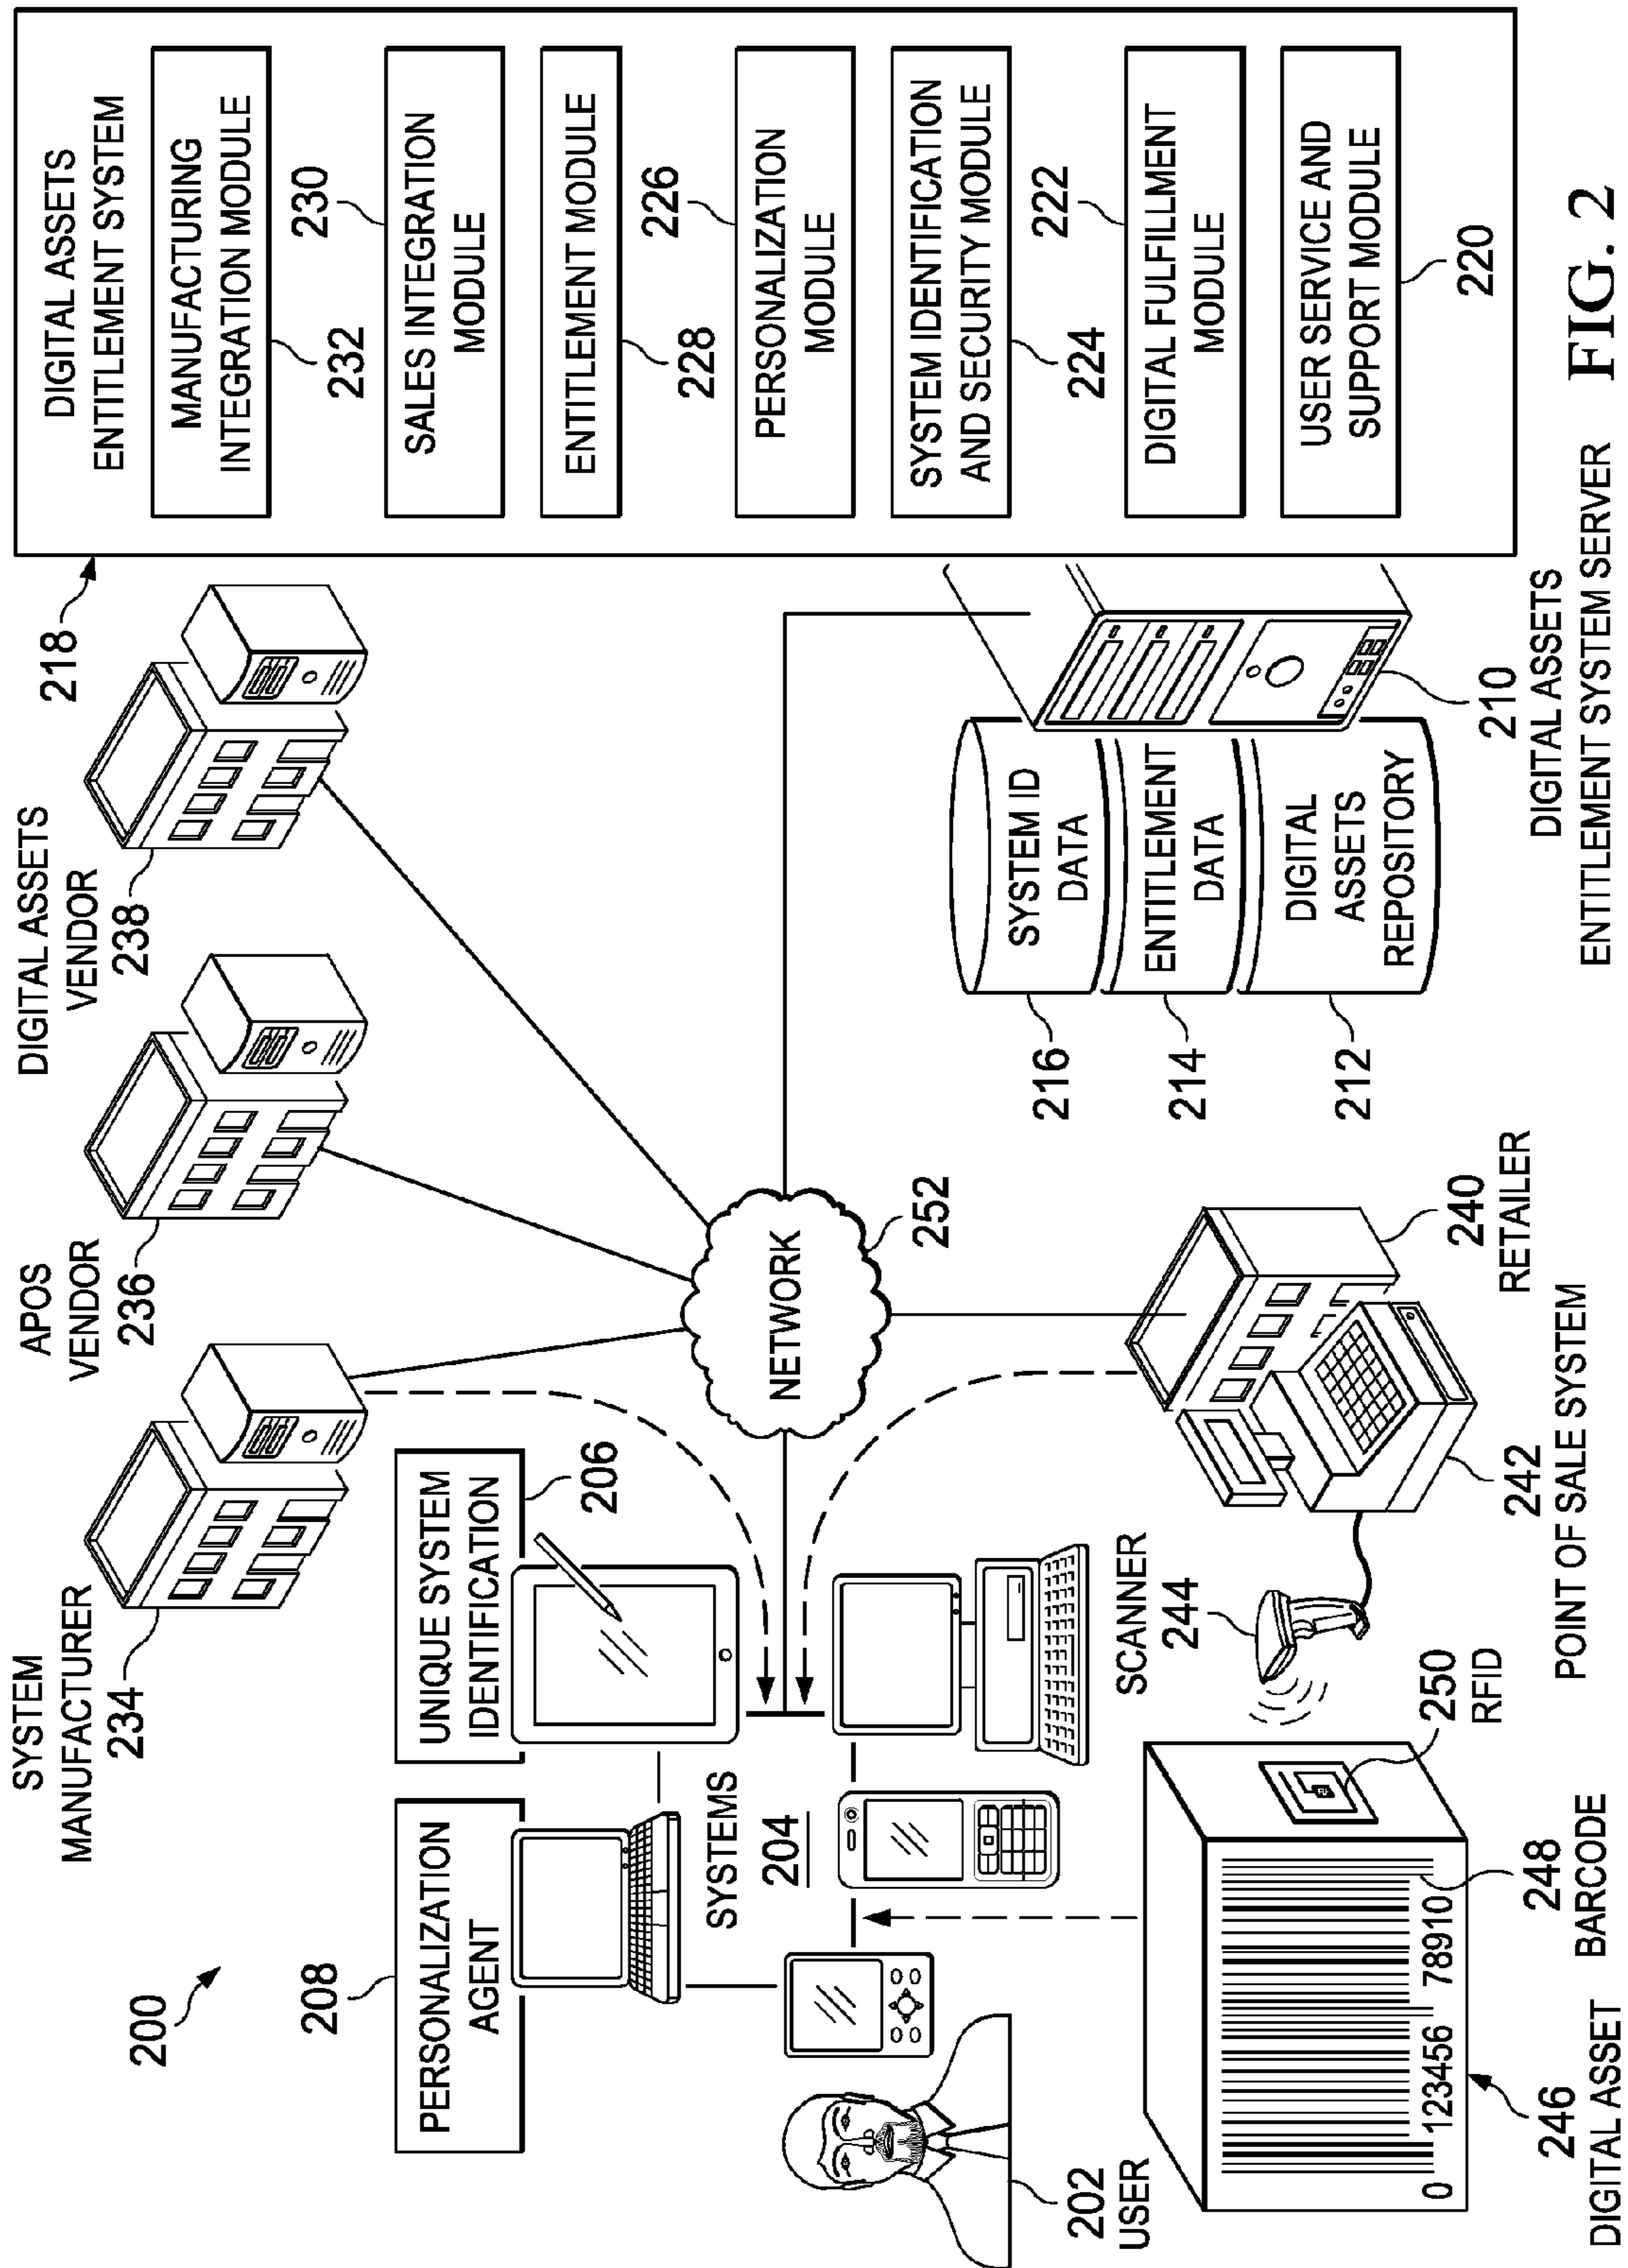 200
SYSTEM
MANUFACTURER
234
APOS
VENDOR
236
DIGITAL ASSETS
VENDOR
238
218
DIGITAL ASSETS
ENTITLEMENT SYSTEM
MANUFACTURING
INTEGRATION MODULE
232
230
SALES INTEGRATION
MODULE
ENTITLEMENT MODULE
228
226
PERSONALIZATION
MODULE
SYSTEM IDENTIFICATION
AND SECURITY MODULE
224
222
DIGITAL FULFILLMENT
MODULE
USER SERVICE AND
SUPPORT MODULE
220
208
PERSONALIZATION
AGENT
UNIQUE SYSTEM
IDENTIFICATION
206
SYSTEMS
204
NETWORK
252
202
USER
SYSTEM ID
DATA
216
ENTITLEMENT
DATA
214
DIGITAL
ASSETS
REPOSITORY
212
210
DIGITAL ASSETS
ENTITLEMENT SYSTEM SERVER
SCANNER
244
240
RETAILER
242
POINT OF SALE SYSTEM
250
RFID
0 123456 78910
248
BARCODE
246
DIGITAL ASSET
FIG. 2